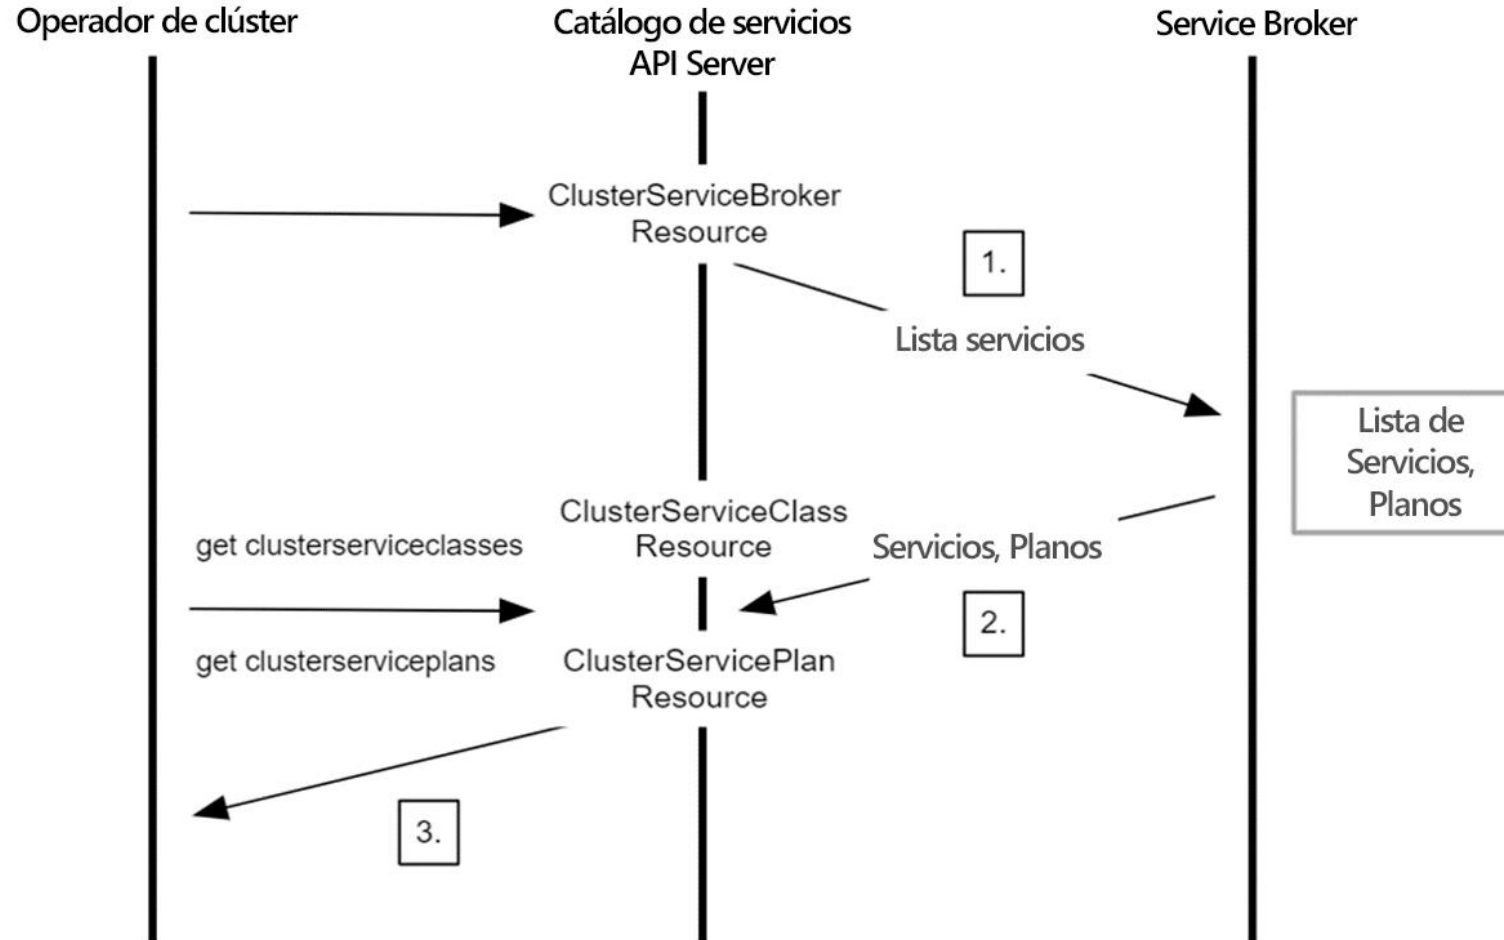 Operador de clúster
Catálogo de servicios
API Server
Service Broker
ClusterServiceBroker
Resource
1.
Lista servicios
Lista de
Servicios,
Planos
ClusterServiceClass
Resource
get clusterserviceclasses
Servicios, Planos
2.
get clusterserviceplans
ClusterServicePlan
Resource
3.